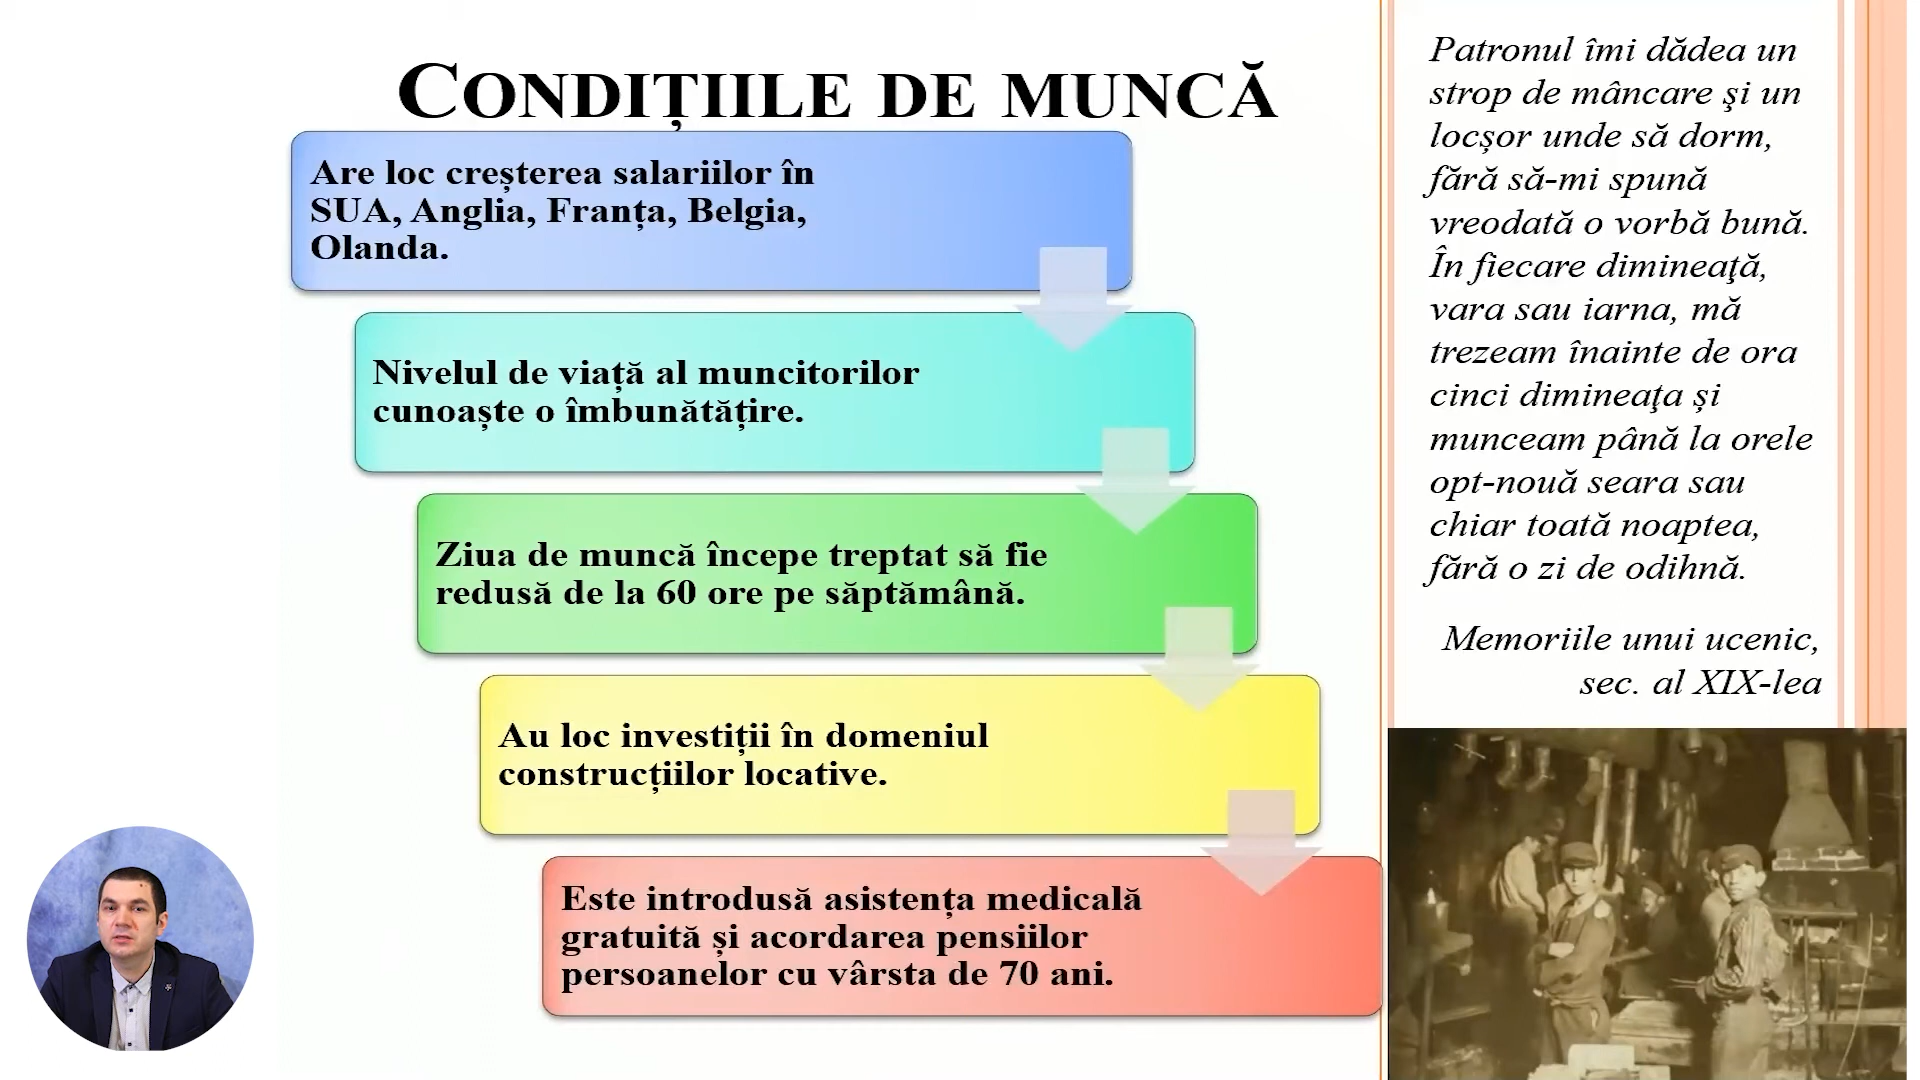 CONDIȚIILE DE MUNCĂ
Are loc creșterea salariilor în
SUA, Anglia, Franța, Belgia,
Olanda.
Nivelul de viață al muncitorilor
cunoaște o îmbunătățire.
Ziua de muncă începe treptat să fie
redusă de la 60 ore pe săptămână.
Au loc investiții în domeniul
construcțiilor locative.
Este introdusă asistența medicală
gratuită și acordarea pensiilor
persoanelor cu vârsta de 70 ani.
Patronul îmi dădea un
strop de mâncare şi un
locșor unde să dorm,
fără să-mi spună
vreodată o vorbă bună.
În fiecare dimineaţă,
vara sau iarna, mă
trezeam înainte de ora
cinci dimineaţa și
munceam până la orele
opt-nouă seara sau
chiar toată noaptea,
fără o zi de odihnă.
Memoriile unui ucenic,
sec. al XIX-lea